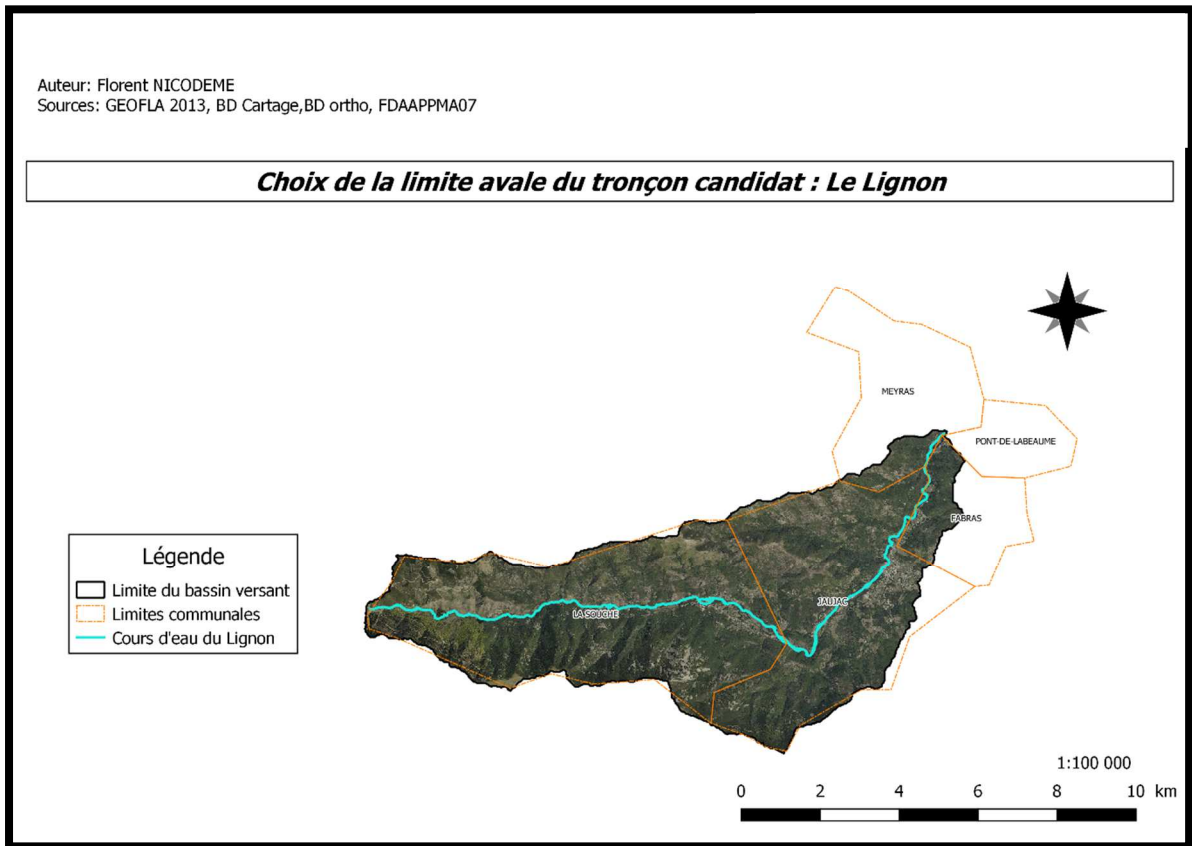 Auteur: Florent NICODEME
Sources: GEOFLA 2013, BD Cartage,BD ortho, FDAAPPMA07
Choix de la limite avale du tronçon candidat : Le Lignon
MEYRAS
PONT-DE-LABEAUME
FABRAS
JAUJAC
LA SOUCHE
Légende
Limite du bassin versant
Limites communales
Cours d'eau du Lignon
1:100 000
0 2 4 6 8 10 km